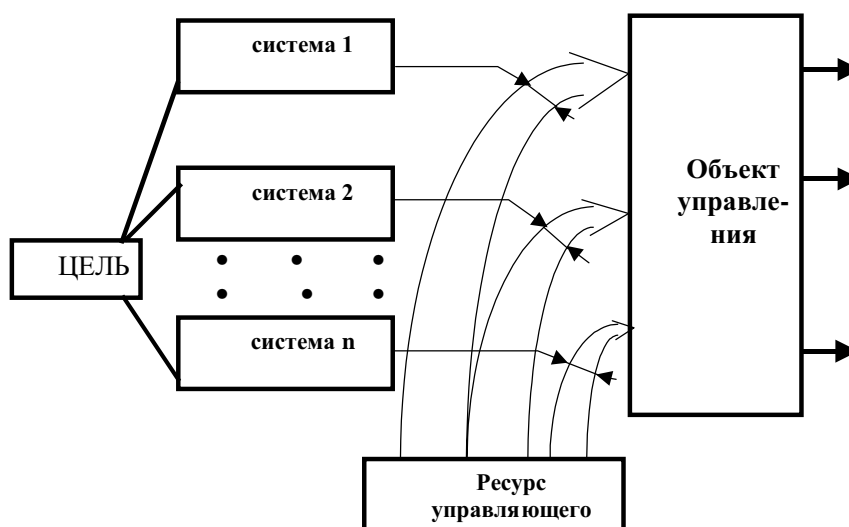 система 1
система 2
ЦЕЛЬ
система n
Объект
управле-
ния
Ресурс
управляющего